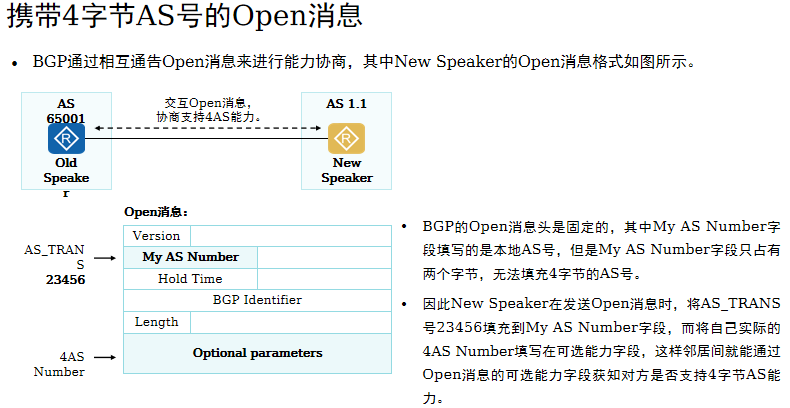 携带4字节AS号的Open消息
• BGP通过相互通告Open消息来进行能力协商，其中New Speaker的Open消息格式如图所示。
AS
65001
交互Open消息，
协商支持4AS能力。
AS 1.1
R
R
Old
Speake
r
New
Speaker
Open消息：
Version
My AS Number
Hold Time
BGP Identifier
Length
Optional parameters
AS_TRAN
S
23456
4AS
Number
• BGP的Open消息头是固定的，其中My AS Number字
段填写的是本地AS号，但是My AS Number字段只占有
两个字节，无法填充4字节的AS号。
• 因此New Speaker在发送Open消息时，将AS_TRANS
号23456填充到My AS Number字段，而将自己实际的
4AS Number填写在可选能力字段，这样邻居间就能通过
Open消息的可选能力字段获知对方是否支持4字节AS能
力。